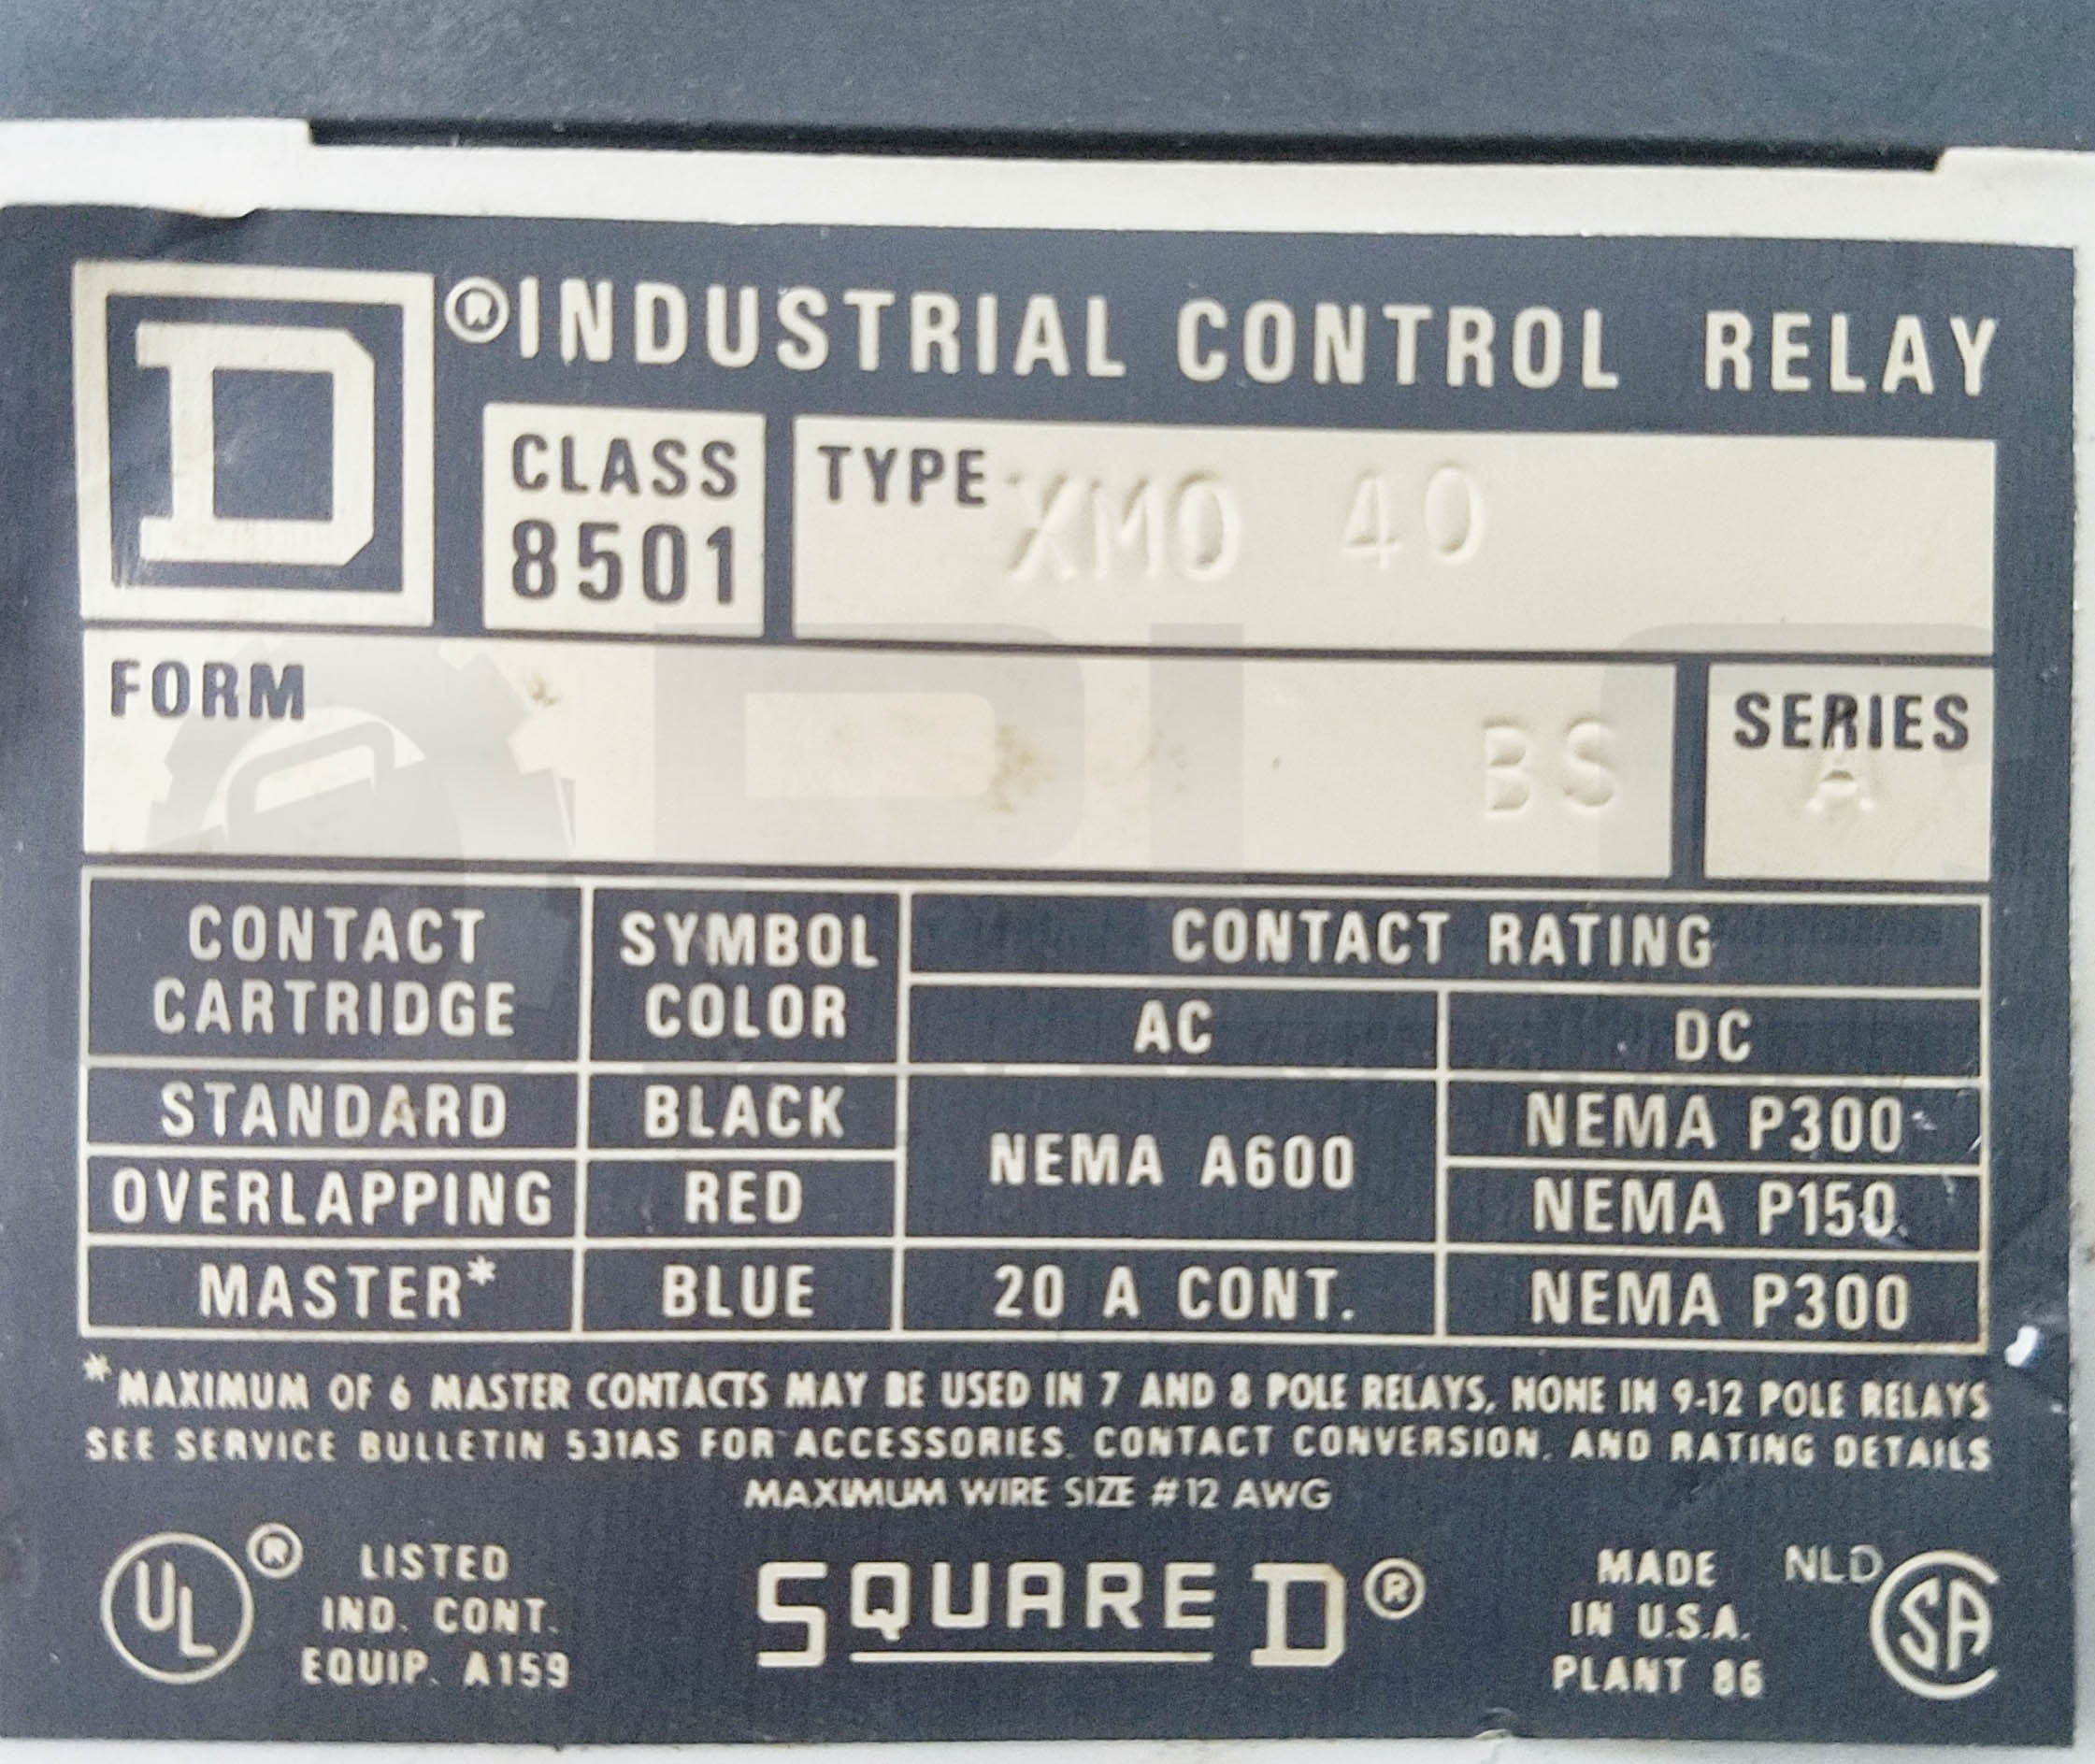 D ® INDUSTRIAL CONTROL RELAY
CLASS 8501
TYPE XMO 40
FORM BS
SERIES A
CONTACT CARTRIDGE
SYMBOL COLOR
CONTACT RATING
AC DC
STANDARD BLACK NEMA A600 NEMA P300
OVERLAPPING RED NEMA P150
MASTER* BLUE 20 A CONT. NEMA P300
*MAXIMUM OF 6 MASTER CONTACTS MAY BE USED IN 7 AND 8 POLE RELAYS, NONE IN 9-12 POLE RELAYS
SEE SERVICE BULLETIN 531AS FOR ACCESSORIES, CONTACT CONVERSION, AND RATING DETAILS
MAXIMUM WIRE SIZE #12 AWG
UL ® LISTED
IND. CONT.
EQUIP. A159
SQUARE D ®
MADE
IN U.S.A.
PLANT 86
NLD SA